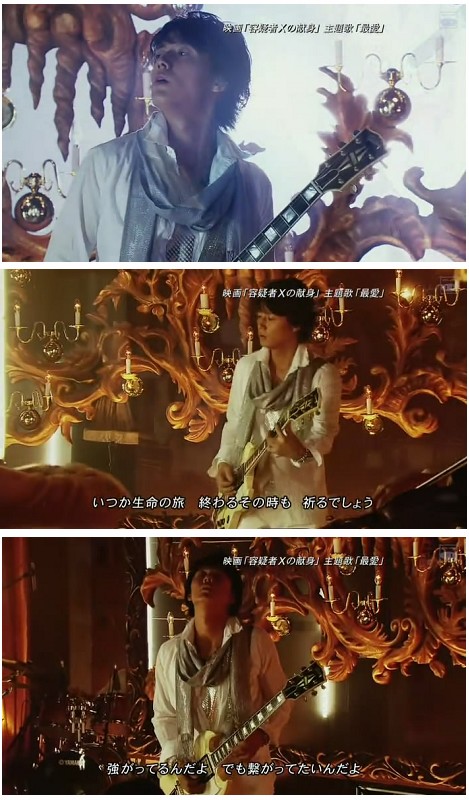 映画「容疑者Xの献身」 主題歌「最愛」
映画「容疑者Xの献身」 主題歌「最愛」
いつか生命の旅 終わるその時も 祈るでしょう
映画「容疑者Xの献身」 主題歌「最愛」
YAMAHA
強がってるんだよ でも繋がってたいんだよ